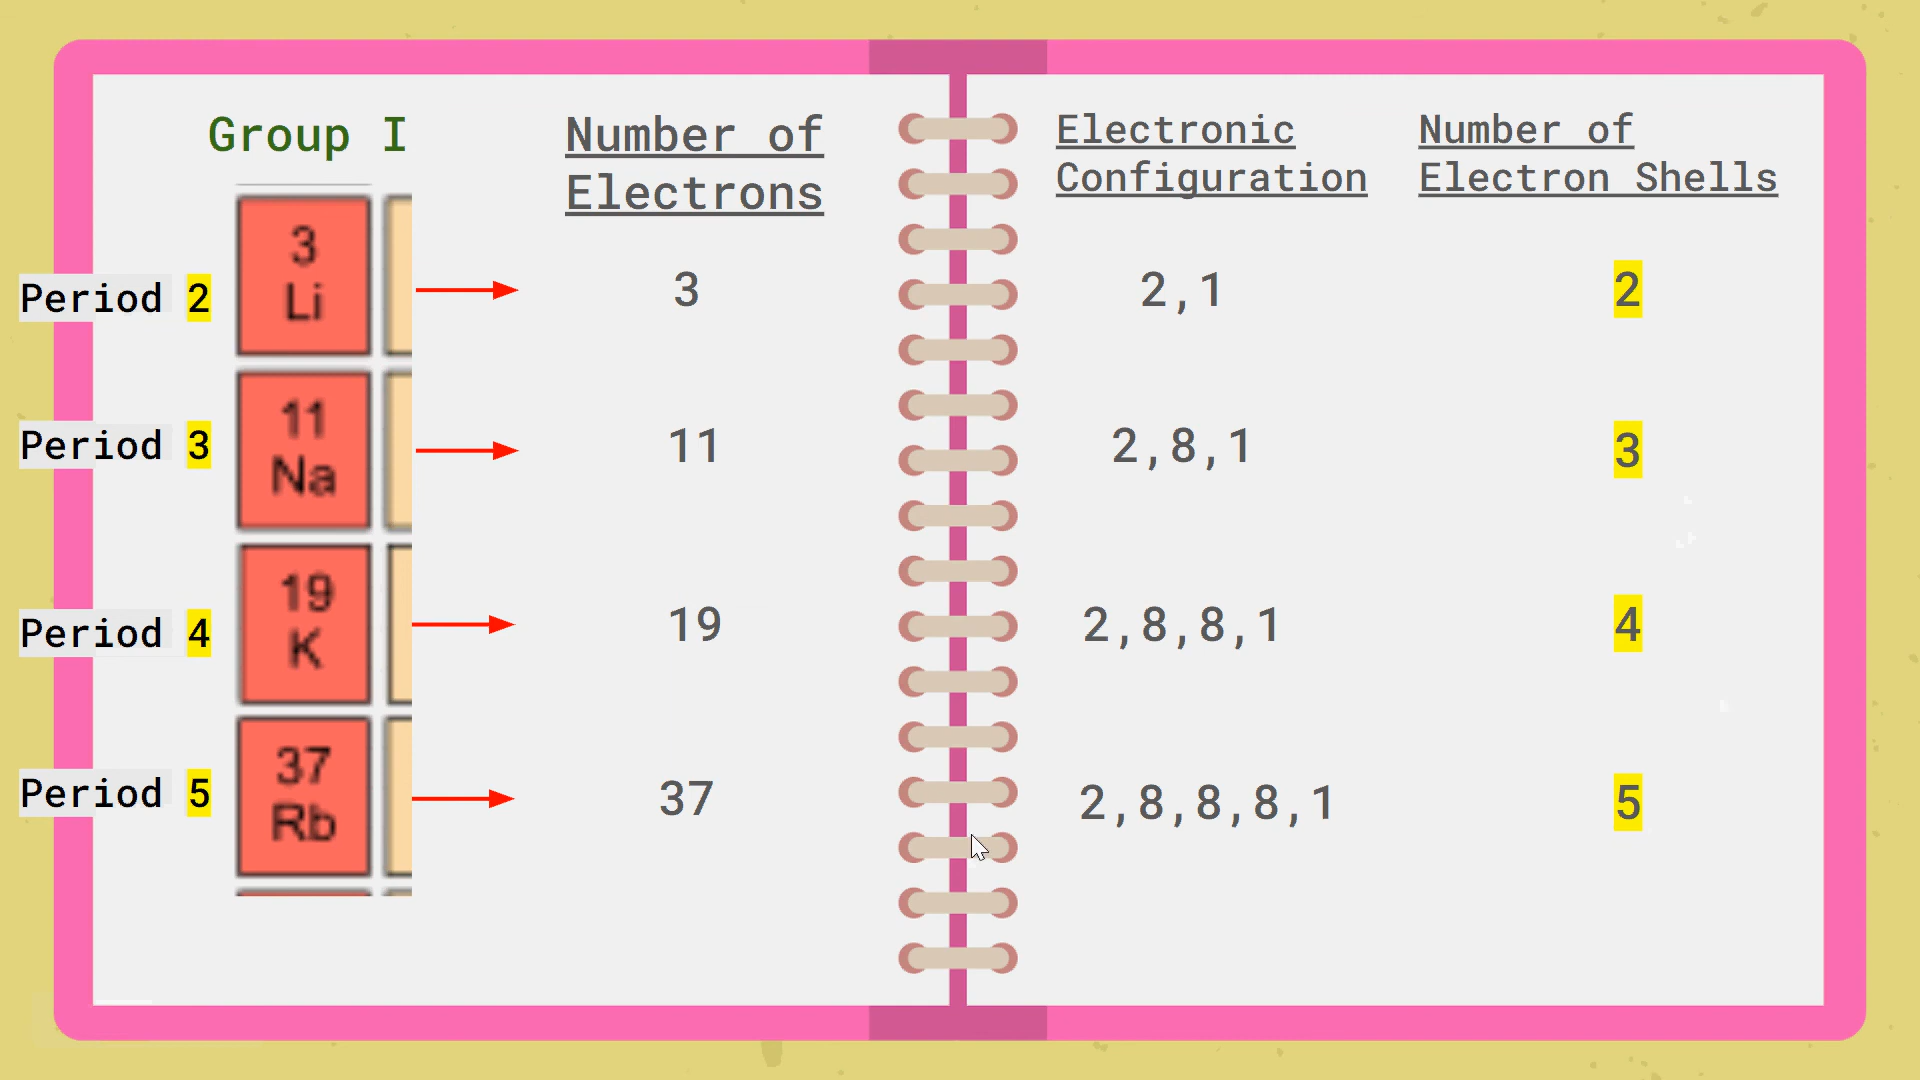 Group I
Number of
Electrons
Electronic
Configuration
Number of
Electron Shells
Period 2
3
Li
3
2,1
2
Period 3
11
Na
11
2,8,1
3
Period 4
19
K
19
2,8,8,1
4
Period 5
37
Rb
37
2,8,8,8,1
5